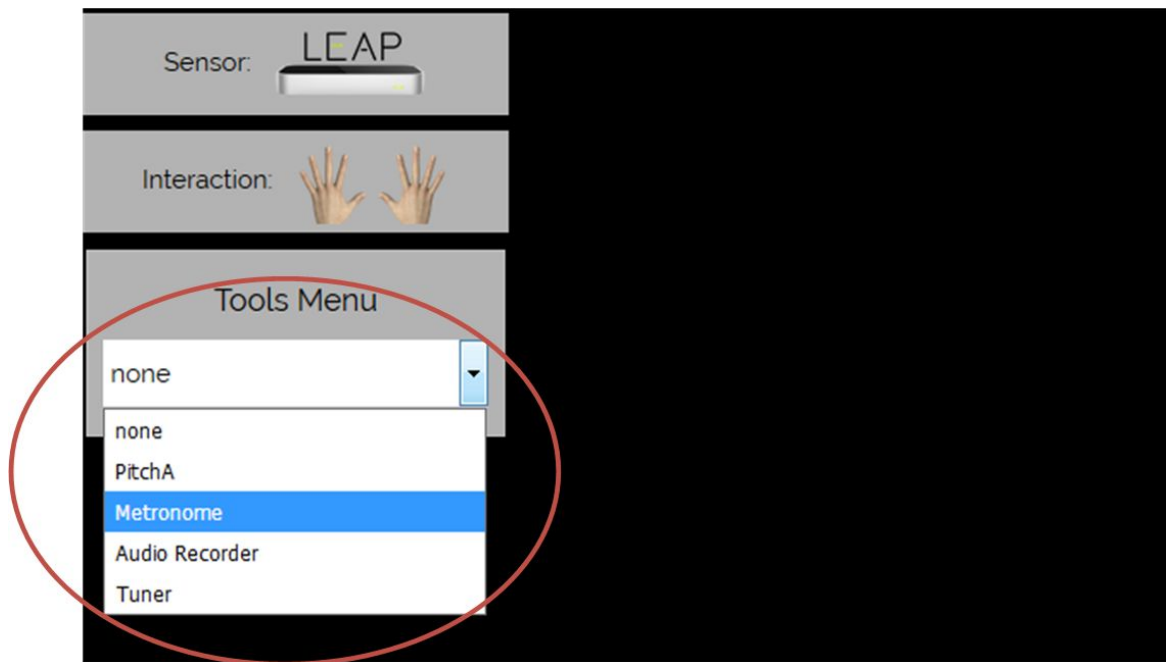 Sensor: LEAP
Interaction:
Tools Menu
none
none
PitchA
Metronome
Audio Recorder
Tuner